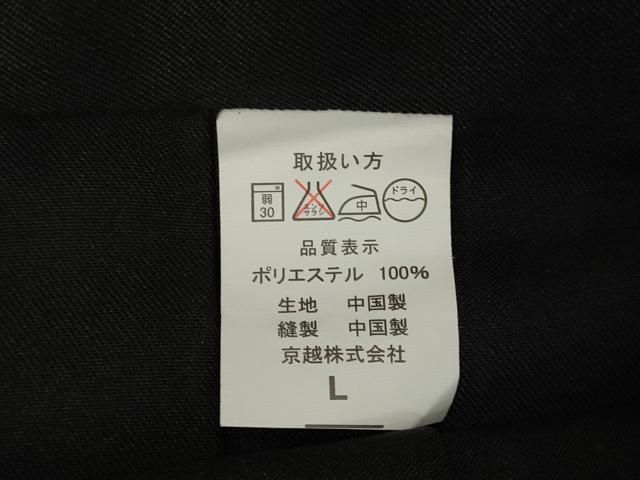 取扱い方
弱 30 エンソ サラシ 中 ドライ
品質表示
ポリエステル 100%
生地 中国製
縫製 中国製
京越株式会社
L